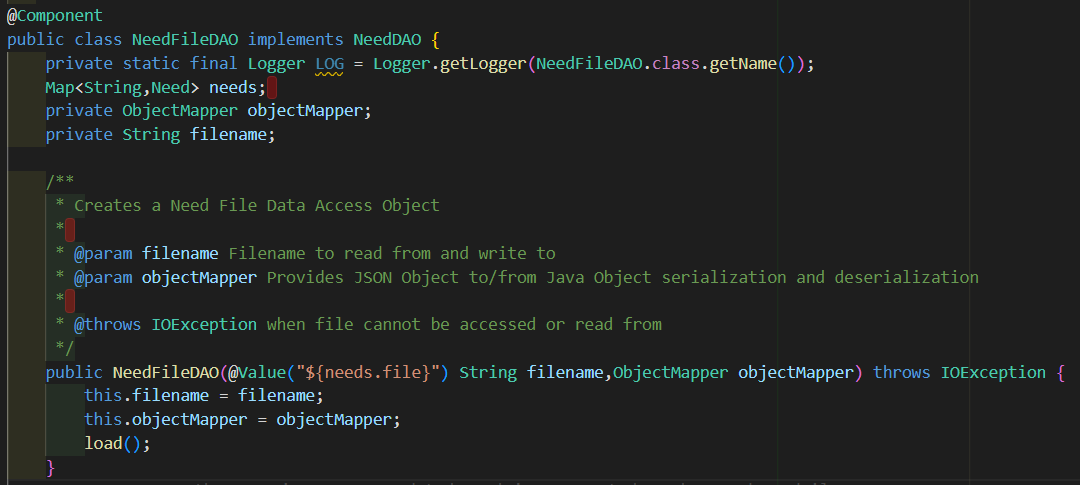 @Component
public class NeedFileDAO implements NeedDAO {
    private static final Logger LOG = Logger.getLogger(NeedFileDAO.class.getName());
    Map<String,Need> needs;
    private ObjectMapper objectMapper;
    private String filename;
    /**
     * Creates a Need File Data Access Object
     *
     * @param filename Filename to read from and write to
     * @param objectMapper Provides JSON Object to/from Java Object serialization and deserialization
     *
     * @throws IOException when file cannot be accessed or read from
     */
    public NeedFileDAO(@Value("${needs.file}") String filename,ObjectMapper objectMapper) throws IOException {
        this.filename = filename;
        this.objectMapper = objectMapper;
        load();
    }